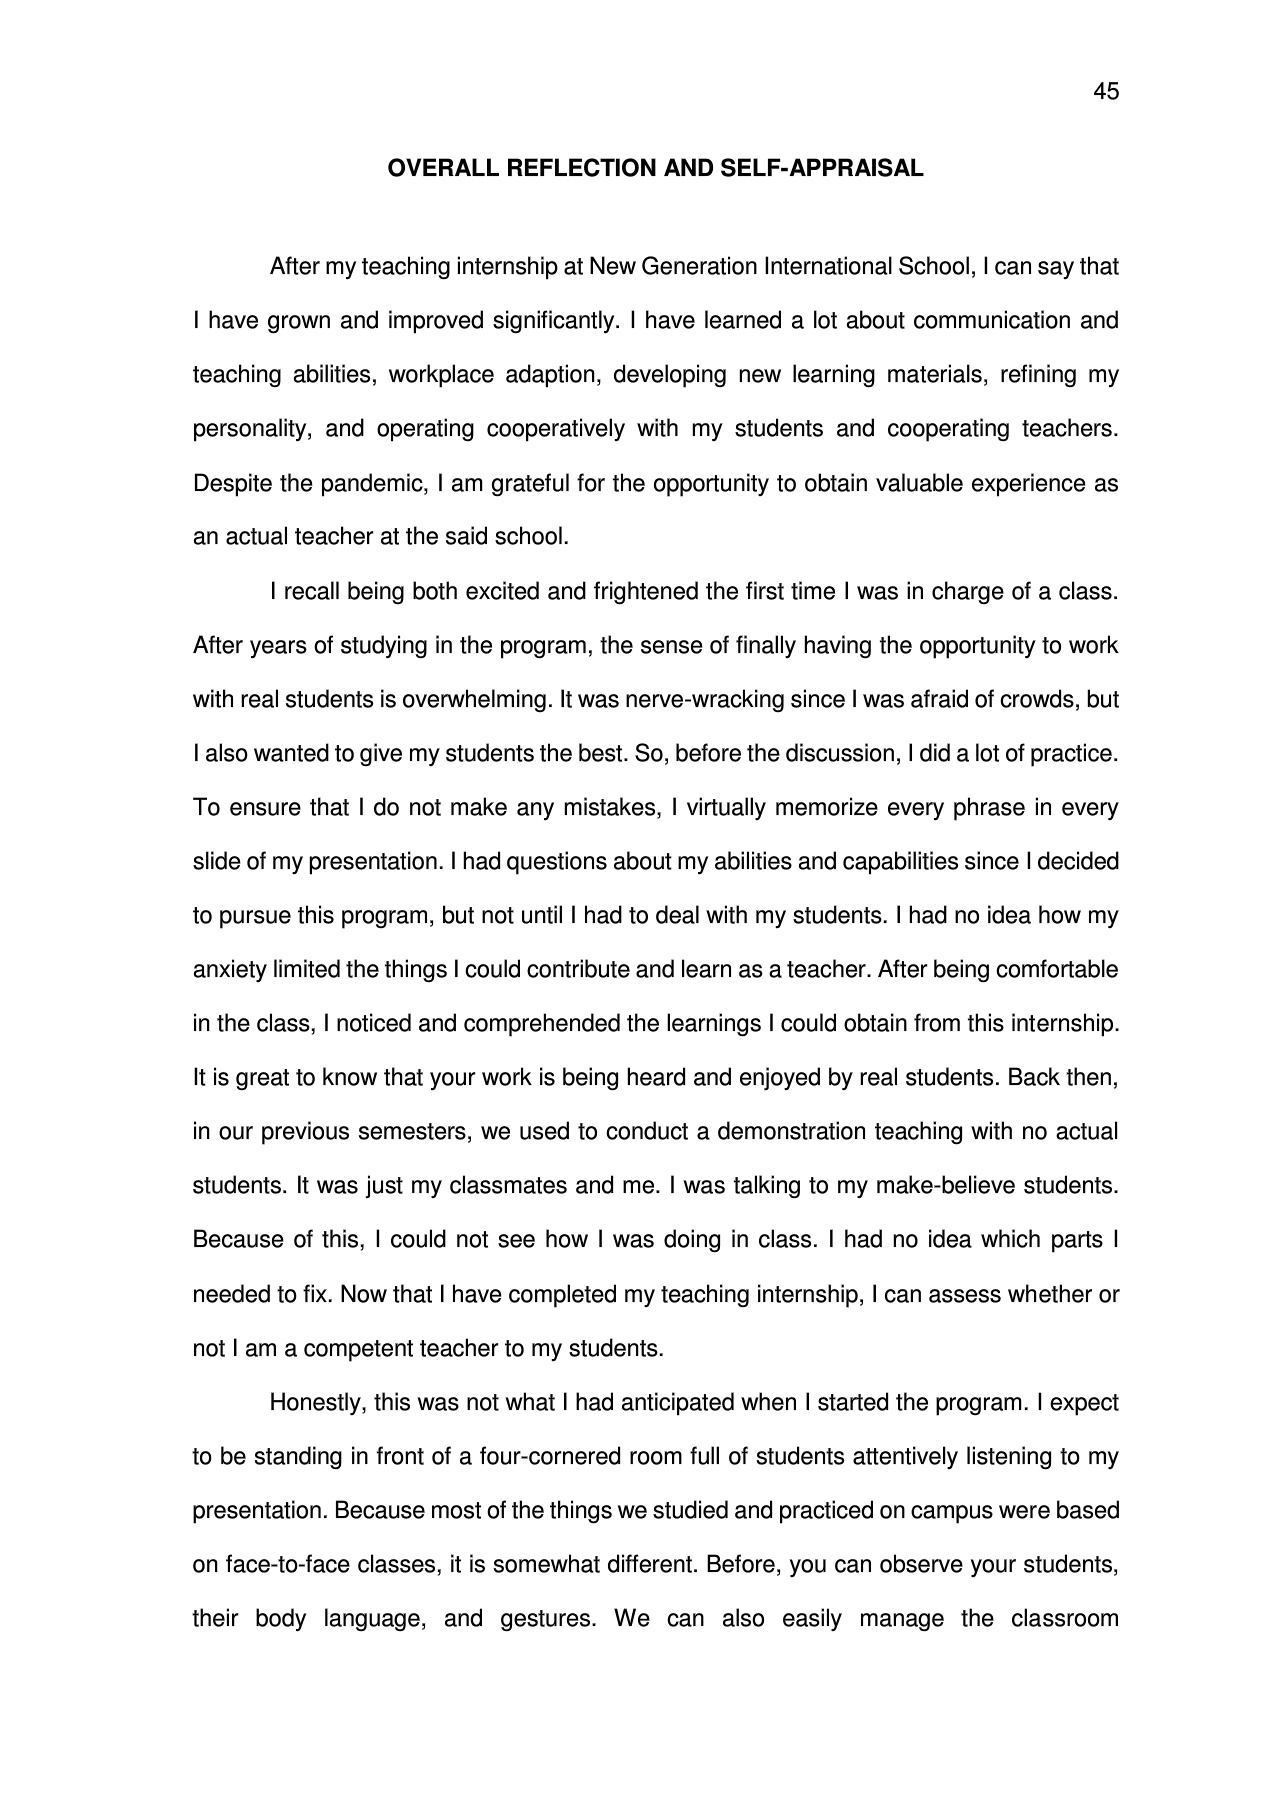 45
OVERALL REFLECTION AND SELF-APPRAISAL
After my teaching internship at New Generation International School, I can say that
I have grown and improved significantly. I have learned a lot about communication and
teaching abilities, workplace adaption, developing new learning materials, refining my
personality, and operating cooperatively with my students and cooperating teachers.
Despite the pandemic, I am grateful for the opportunity to obtain valuable experience as
an actual teacher at the said school.
I recall being both excited and frightened the first time I was in charge of a class.
After years of studying in the program, the sense of finally having the opportunity to work
with real students is overwhelming. It was nerve-wracking since I was afraid of crowds, but
I also wanted to give my students the best. So, before the discussion, I did a lot of practice.
To ensure that I do not make any mistakes, I virtually memorize every phrase in every
slide of my presentation. I had questions about my abilities and capabilities since I decided
to pursue this program, but not until I had to deal with my students. I had no idea how my
anxiety limited the things I could contribute and learn as a teacher. After being comfortable
in the class, I noticed and comprehended the learnings I could obtain from this internship.
It is great to know that your work is being heard and enjoyed by real students. Back then,
in our previous semesters, we used to conduct a demonstration teaching with no actual
students. It was just my classmates and me. I was talking to my make-believe students.
Because of this, I could not see how I was doing in class. I had no idea which parts I
needed to fix. Now that I have completed my teaching internship, I can assess whether or
not I am a competent teacher to my students.
Honestly, this was not what I had anticipated when I started the program. I expect
to be standing in front of a four-cornered room full of students attentively listening to my
presentation. Because most of the things we studied and practiced on campus were based
on face-to-face classes, it is somewhat different. Before, you can observe your students,
their body language, and gestures. We can also easily manage the classroom